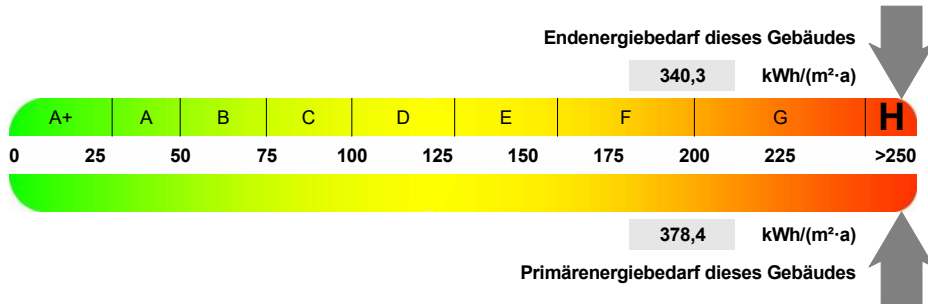 Endenergiebedarf dieses Gebäudes
340,3 kWh/(m²·a)
A+ A B C D E F G H
0 25 50 75 100 125 150 175 200 225 >250
378,4 kWh/(m²·a)
Primärenergiebedarf dieses Gebäudes